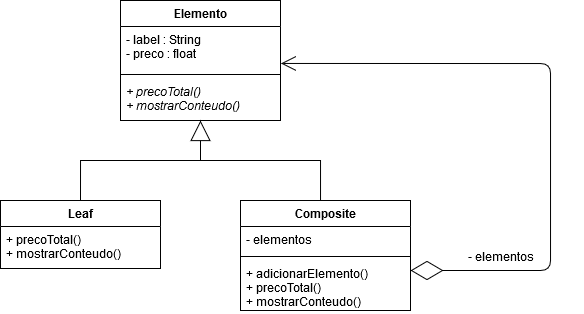 Elemento
- label : String
- preco : float
+ precoTotal()
+ mostrarConteudo()
Leaf
+ precoTotal()
+ mostrarConteudo()
Composite
- elementos
+ adicionarElemento()
+ precoTotal()
+ mostrarConteudo()
- elementos